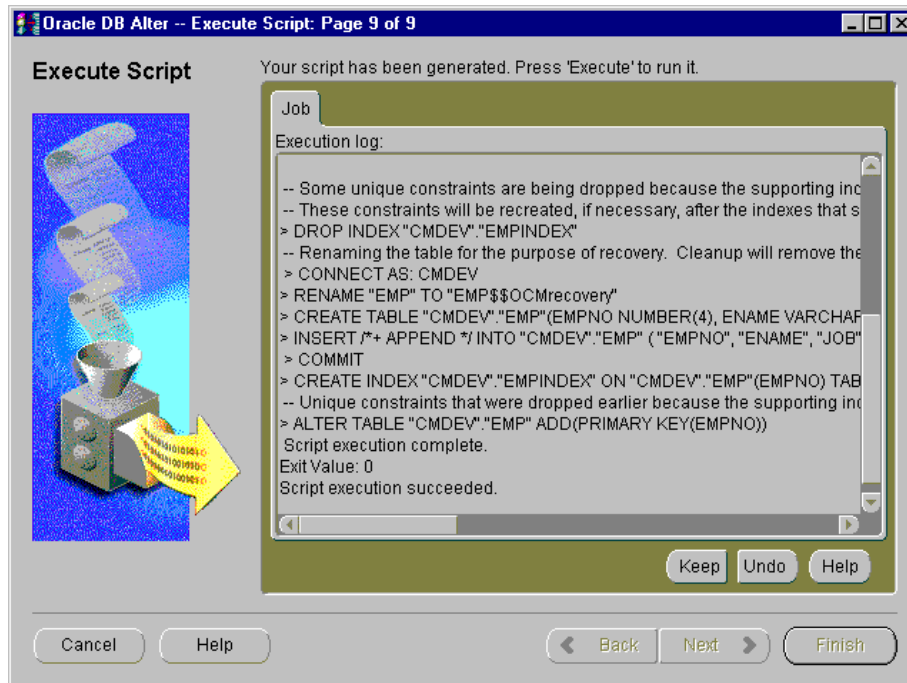 Oracle DB Alter -- Execute Script: Page 9 of 9
Execute Script
Your script has been generated. Press 'Execute' to run it.
Job
Execution log:
-- Some unique constraints are being dropped because the supporting ind
-- These constraints will be recreated, if necessary, after the indexes that s
> DROP INDEX "CMDEV"."EMPINDEX"
-- Renaming the table for the purpose of recovery. Cleanup will remove the
> CONNECT AS: CMDEV
> RENAME "EMP" TO "EMP$$OCMrecovery"
> CREATE TABLE "CMDEV"."EMP"(EMPNO NUMBER(4), ENAME VARCHAR
> INSERT /*+ APPEND */ INTO "CMDEV"."EMP" ( "EMPNO", "ENAME", "JOB"
> COMMIT
> CREATE INDEX "CMDEV"."EMPINDEX" ON "CMDEV"."EMP"(EMPNO) TAB
-- Unique constraints that were dropped earlier because the supporting ind
> ALTER TABLE "CMDEV"."EMP" ADD(PRIMARY KEY(EMPNO))
Script execution complete.
Exit Value: 0
Script execution succeeded.
Keep Undo Help
Cancel Help Back Next Finish